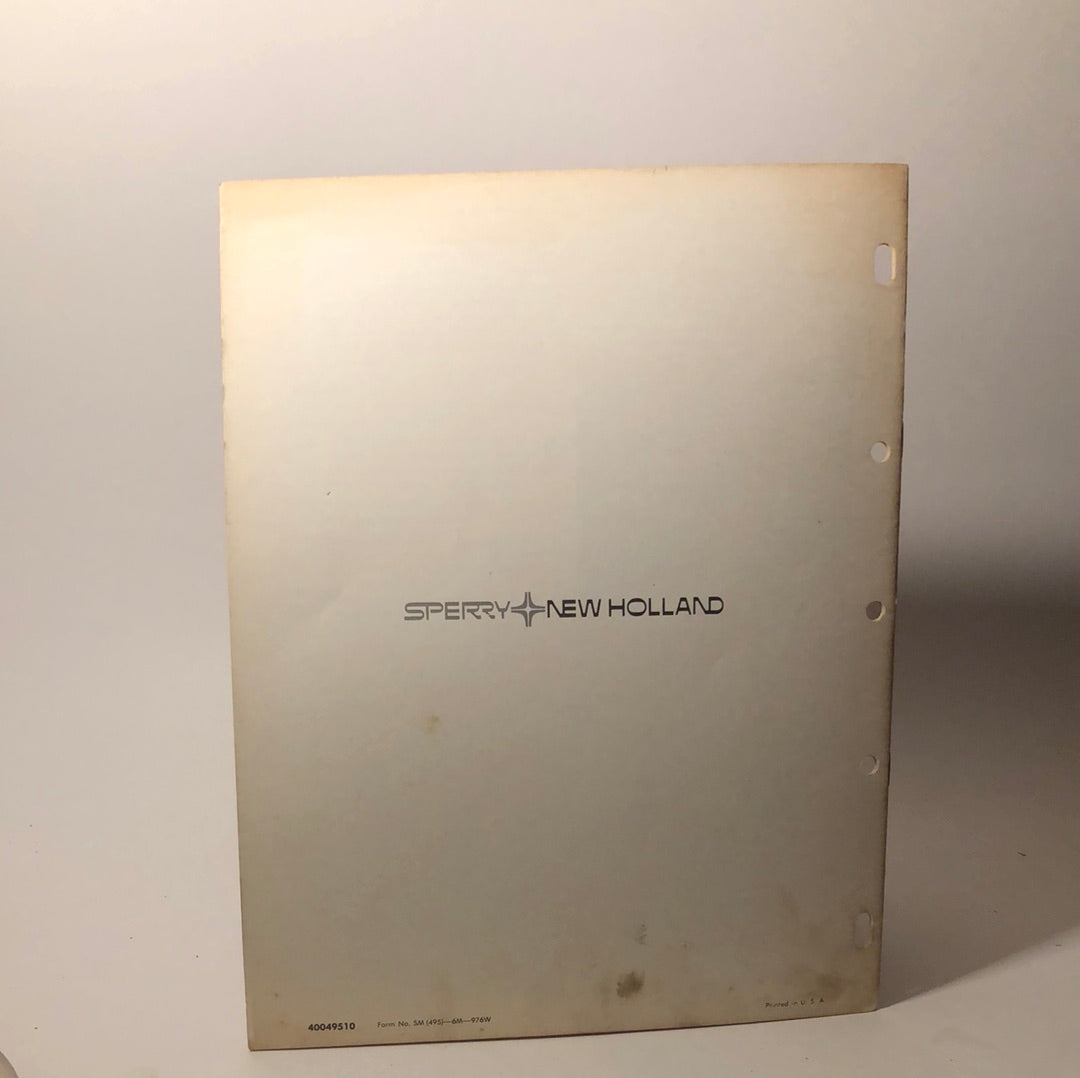 SPERRY NEW HOLLAND
40049510 Form No. SM (495)—6M—976W
Printed in U. S. A.